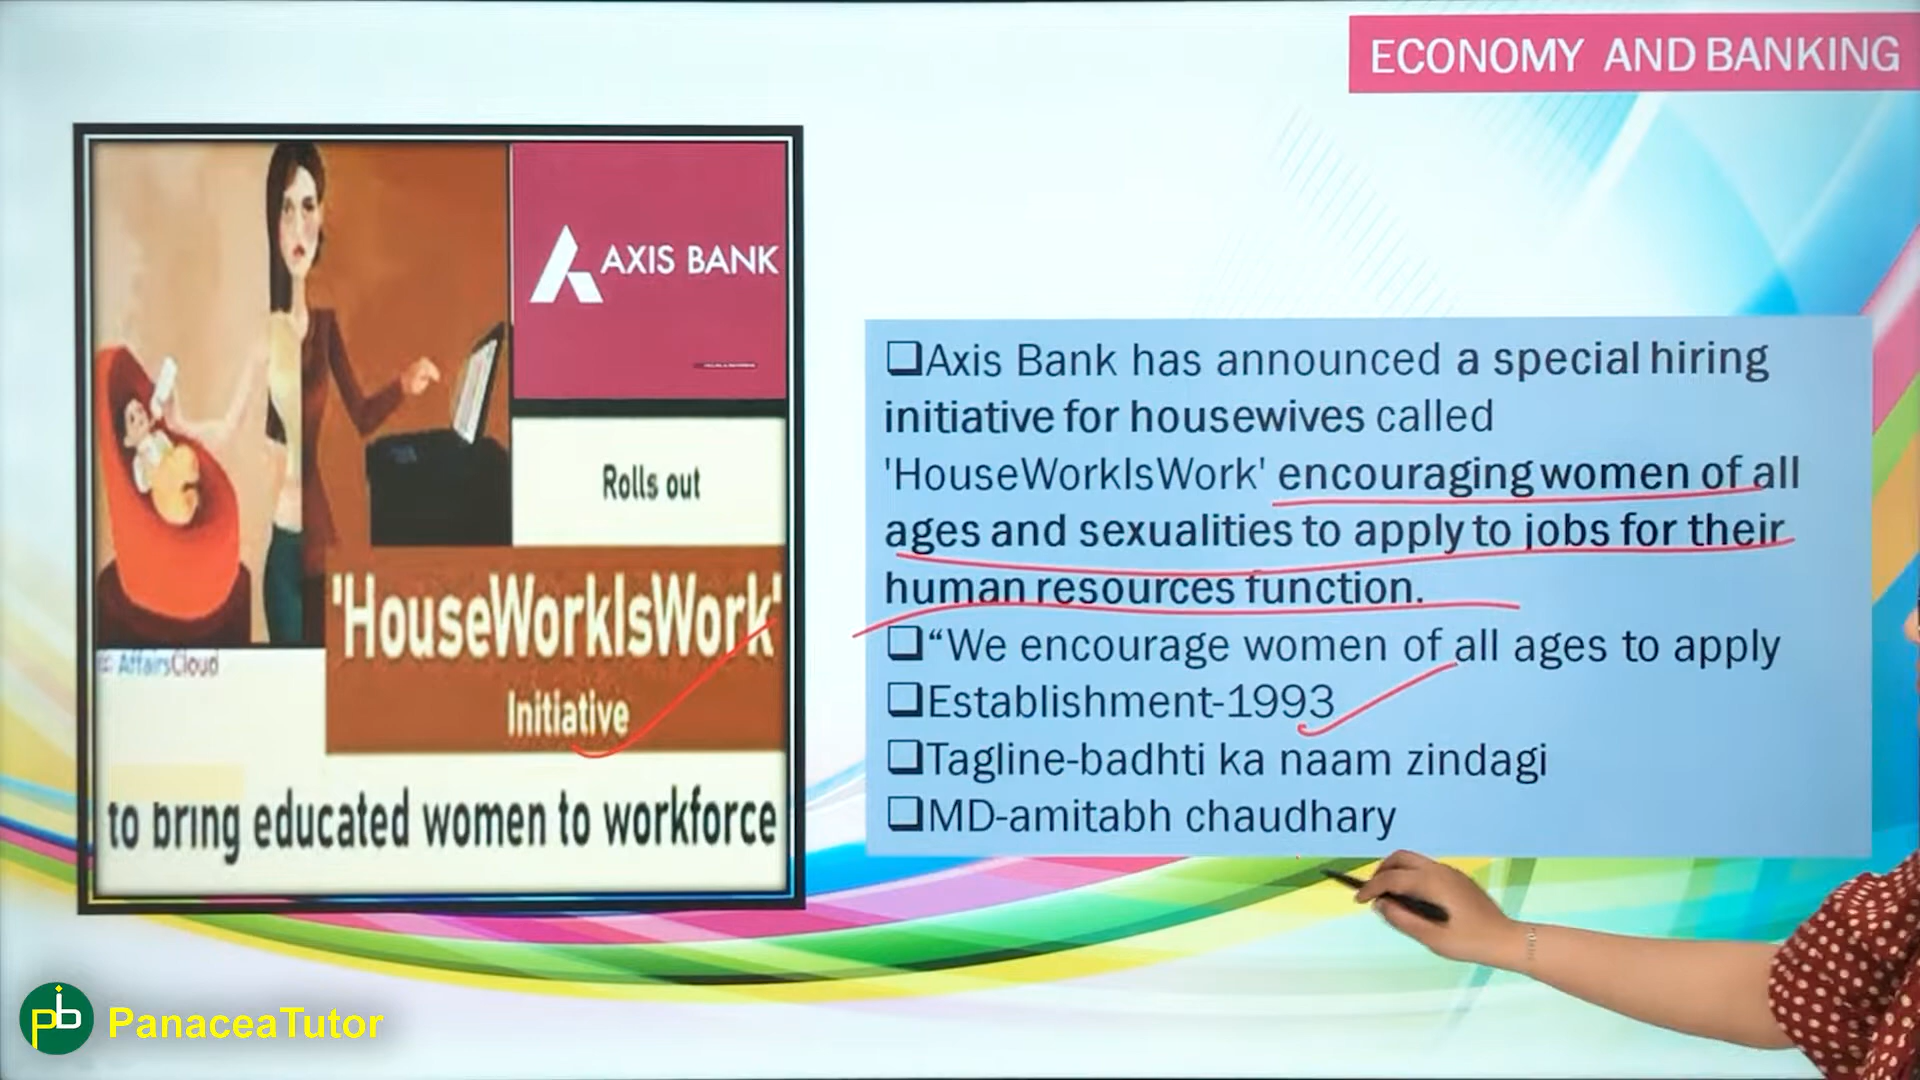 ECONOMY AND BANKING
AXIS BANK
Rolls out
'HouseWorkIsWork'
Initiative
AffairsCloud
to bring educated women to workforce
❑Axis Bank has announced a special hiring
initiative for housewives called
'HouseWorkIsWork' encouraging women of all
ages and sexualities to apply to jobs for their
human resources function.
❑“We encourage women of all ages to apply
❑Establishment-1993
❑Tagline-badhti ka naam zindagi
❑MD-amitabh chaudhary
pib
PanaceaTutor